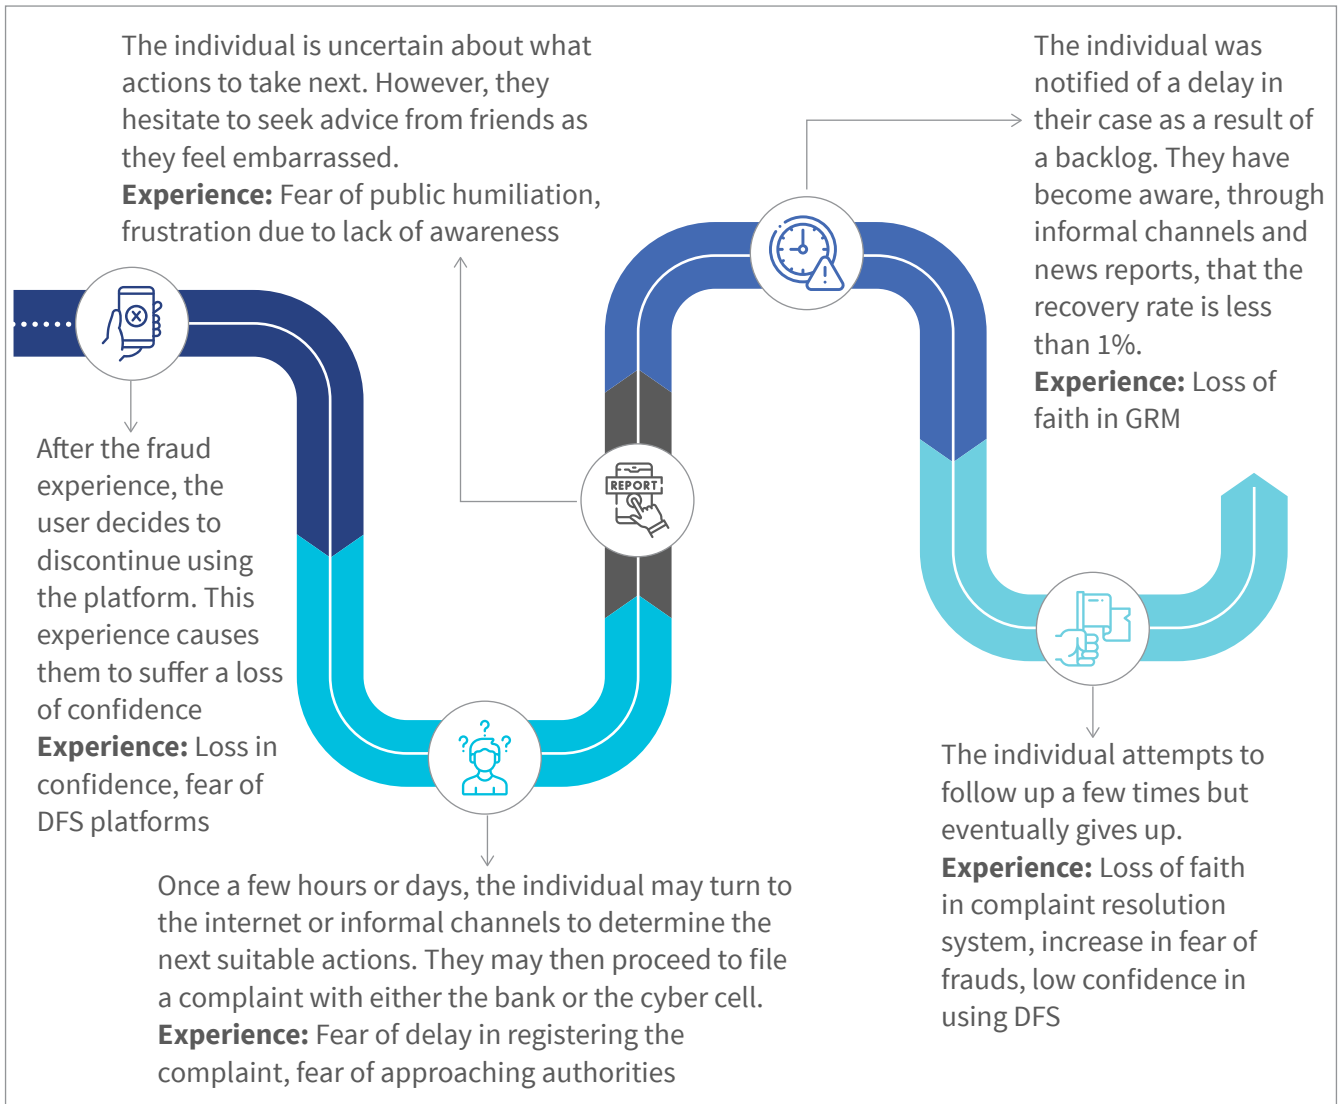 The individual is uncertain about what
actions to take next. However, they
hesitate to seek advice from friends as
they feel embarrassed.
Experience: Fear of public humiliation,
frustration due to lack of awareness
The individual was
notified of a delay in
their case as a result of
a backlog. They have
become aware, through
informal channels and
news reports, that the
recovery rate is less
than 1%.
Experience: Loss of
faith in GRM
After the fraud
experience, the
user decides to
discontinue using
the platform. This
experience causes
them to suffer a loss
of confidence
Experience: Loss in
confidence, fear of
DFS platforms
REPORT
? ? ?
Once a few hours or days, the individual may turn to
the internet or informal channels to determine the
next suitable actions. They may then proceed to file
a complaint with either the bank or the cyber cell.
Experience: Fear of delay in registering the
complaint, fear of approaching authorities
The individual attempts to
follow up a few times but
eventually gives up.
Experience: Loss of faith
in complaint resolution
system, increase in fear of
frauds, low confidence in
using DFS